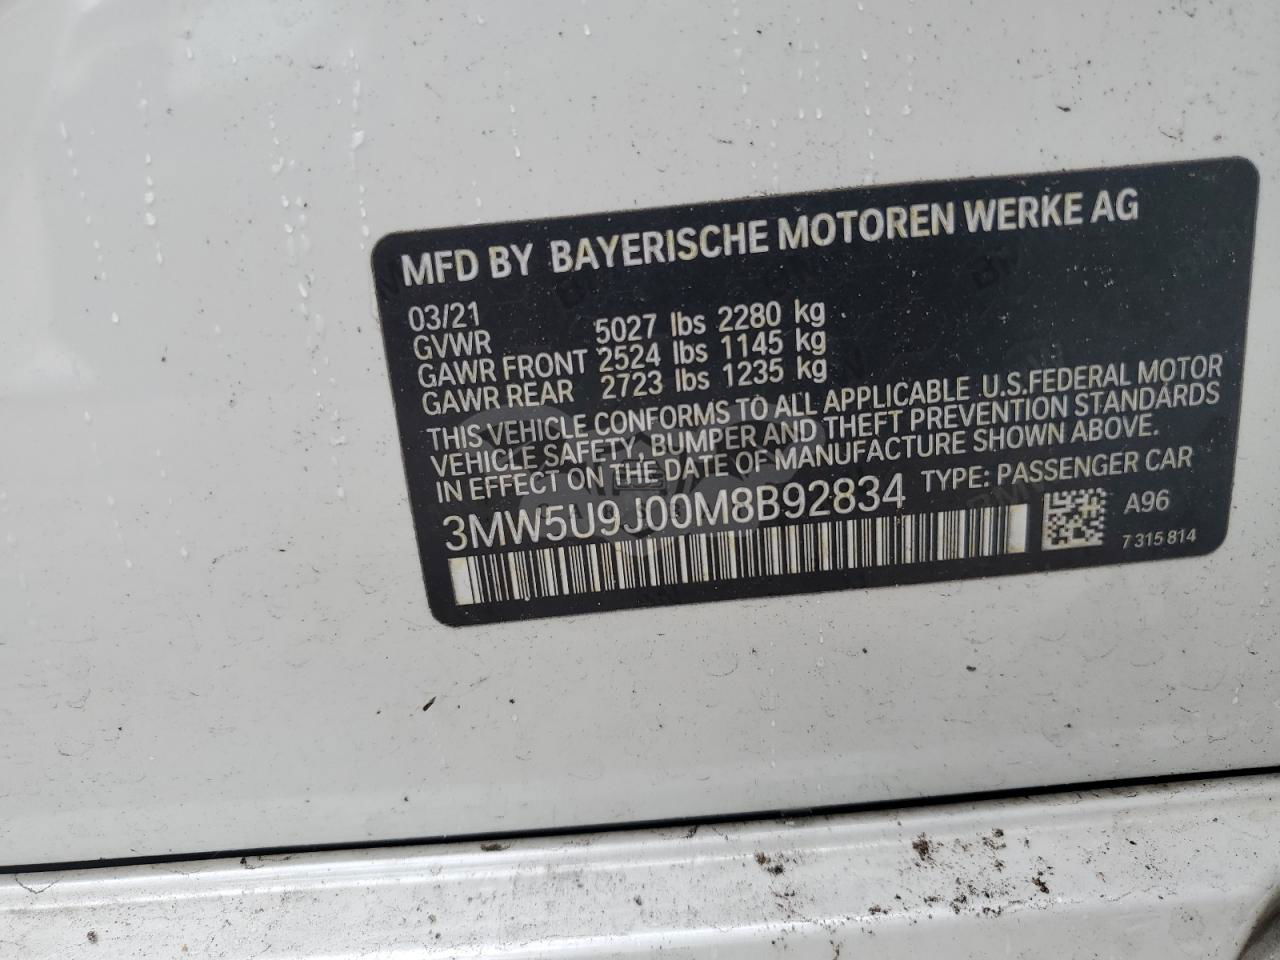 MFD BY BAYERISCHE MOTOREN WERKE AG
03/21
GVWR 5027 lbs 2280 kg
GAWR FRONT 2524 lbs 1145 kg
GAWR REAR 2723 lbs 1235 kg
THIS VEHICLE CONFORMS TO ALL APPLICABLE U.S.FEDERAL MOTOR
VEHICLE SAFETY, BUMPER AND THEFT PREVENTION STANDARDS
IN EFFECT ON THE DATE OF MANUFACTURE SHOWN ABOVE.
3MW5U9J00M8B92834 TYPE: PASSENGER CAR
A96
7 315 814